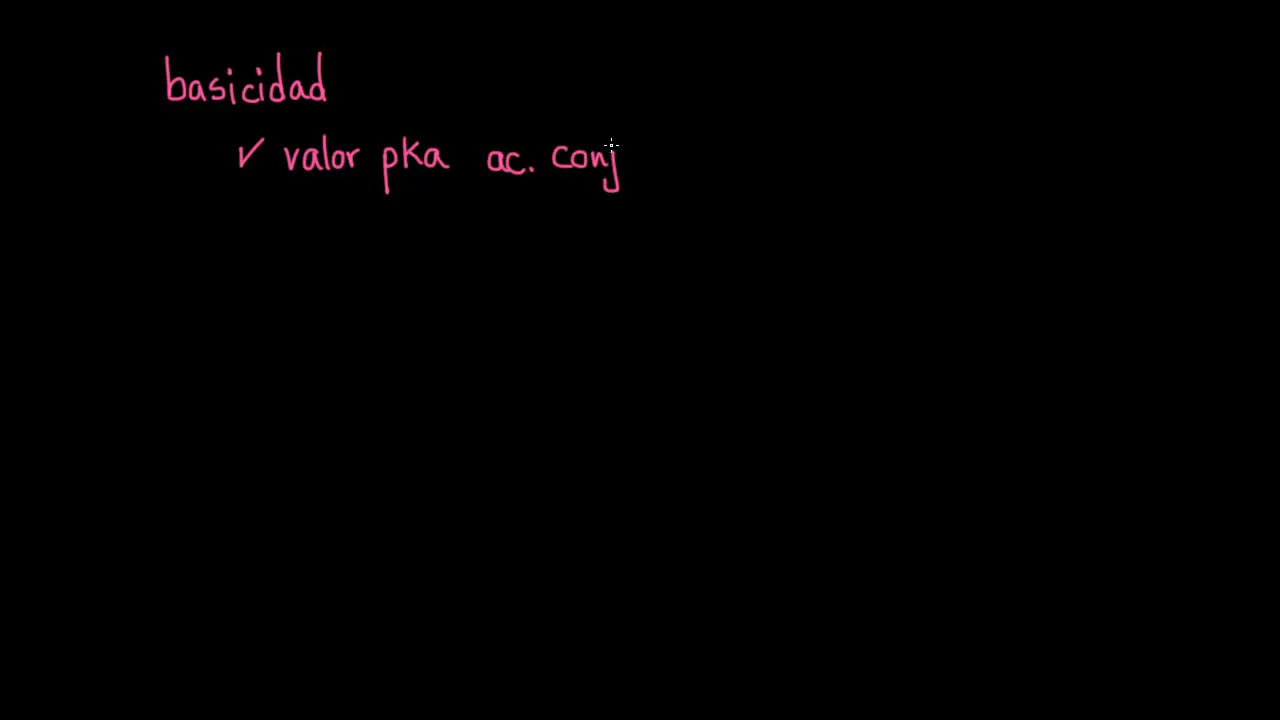 basicidad
✓ valor pka ac. conj